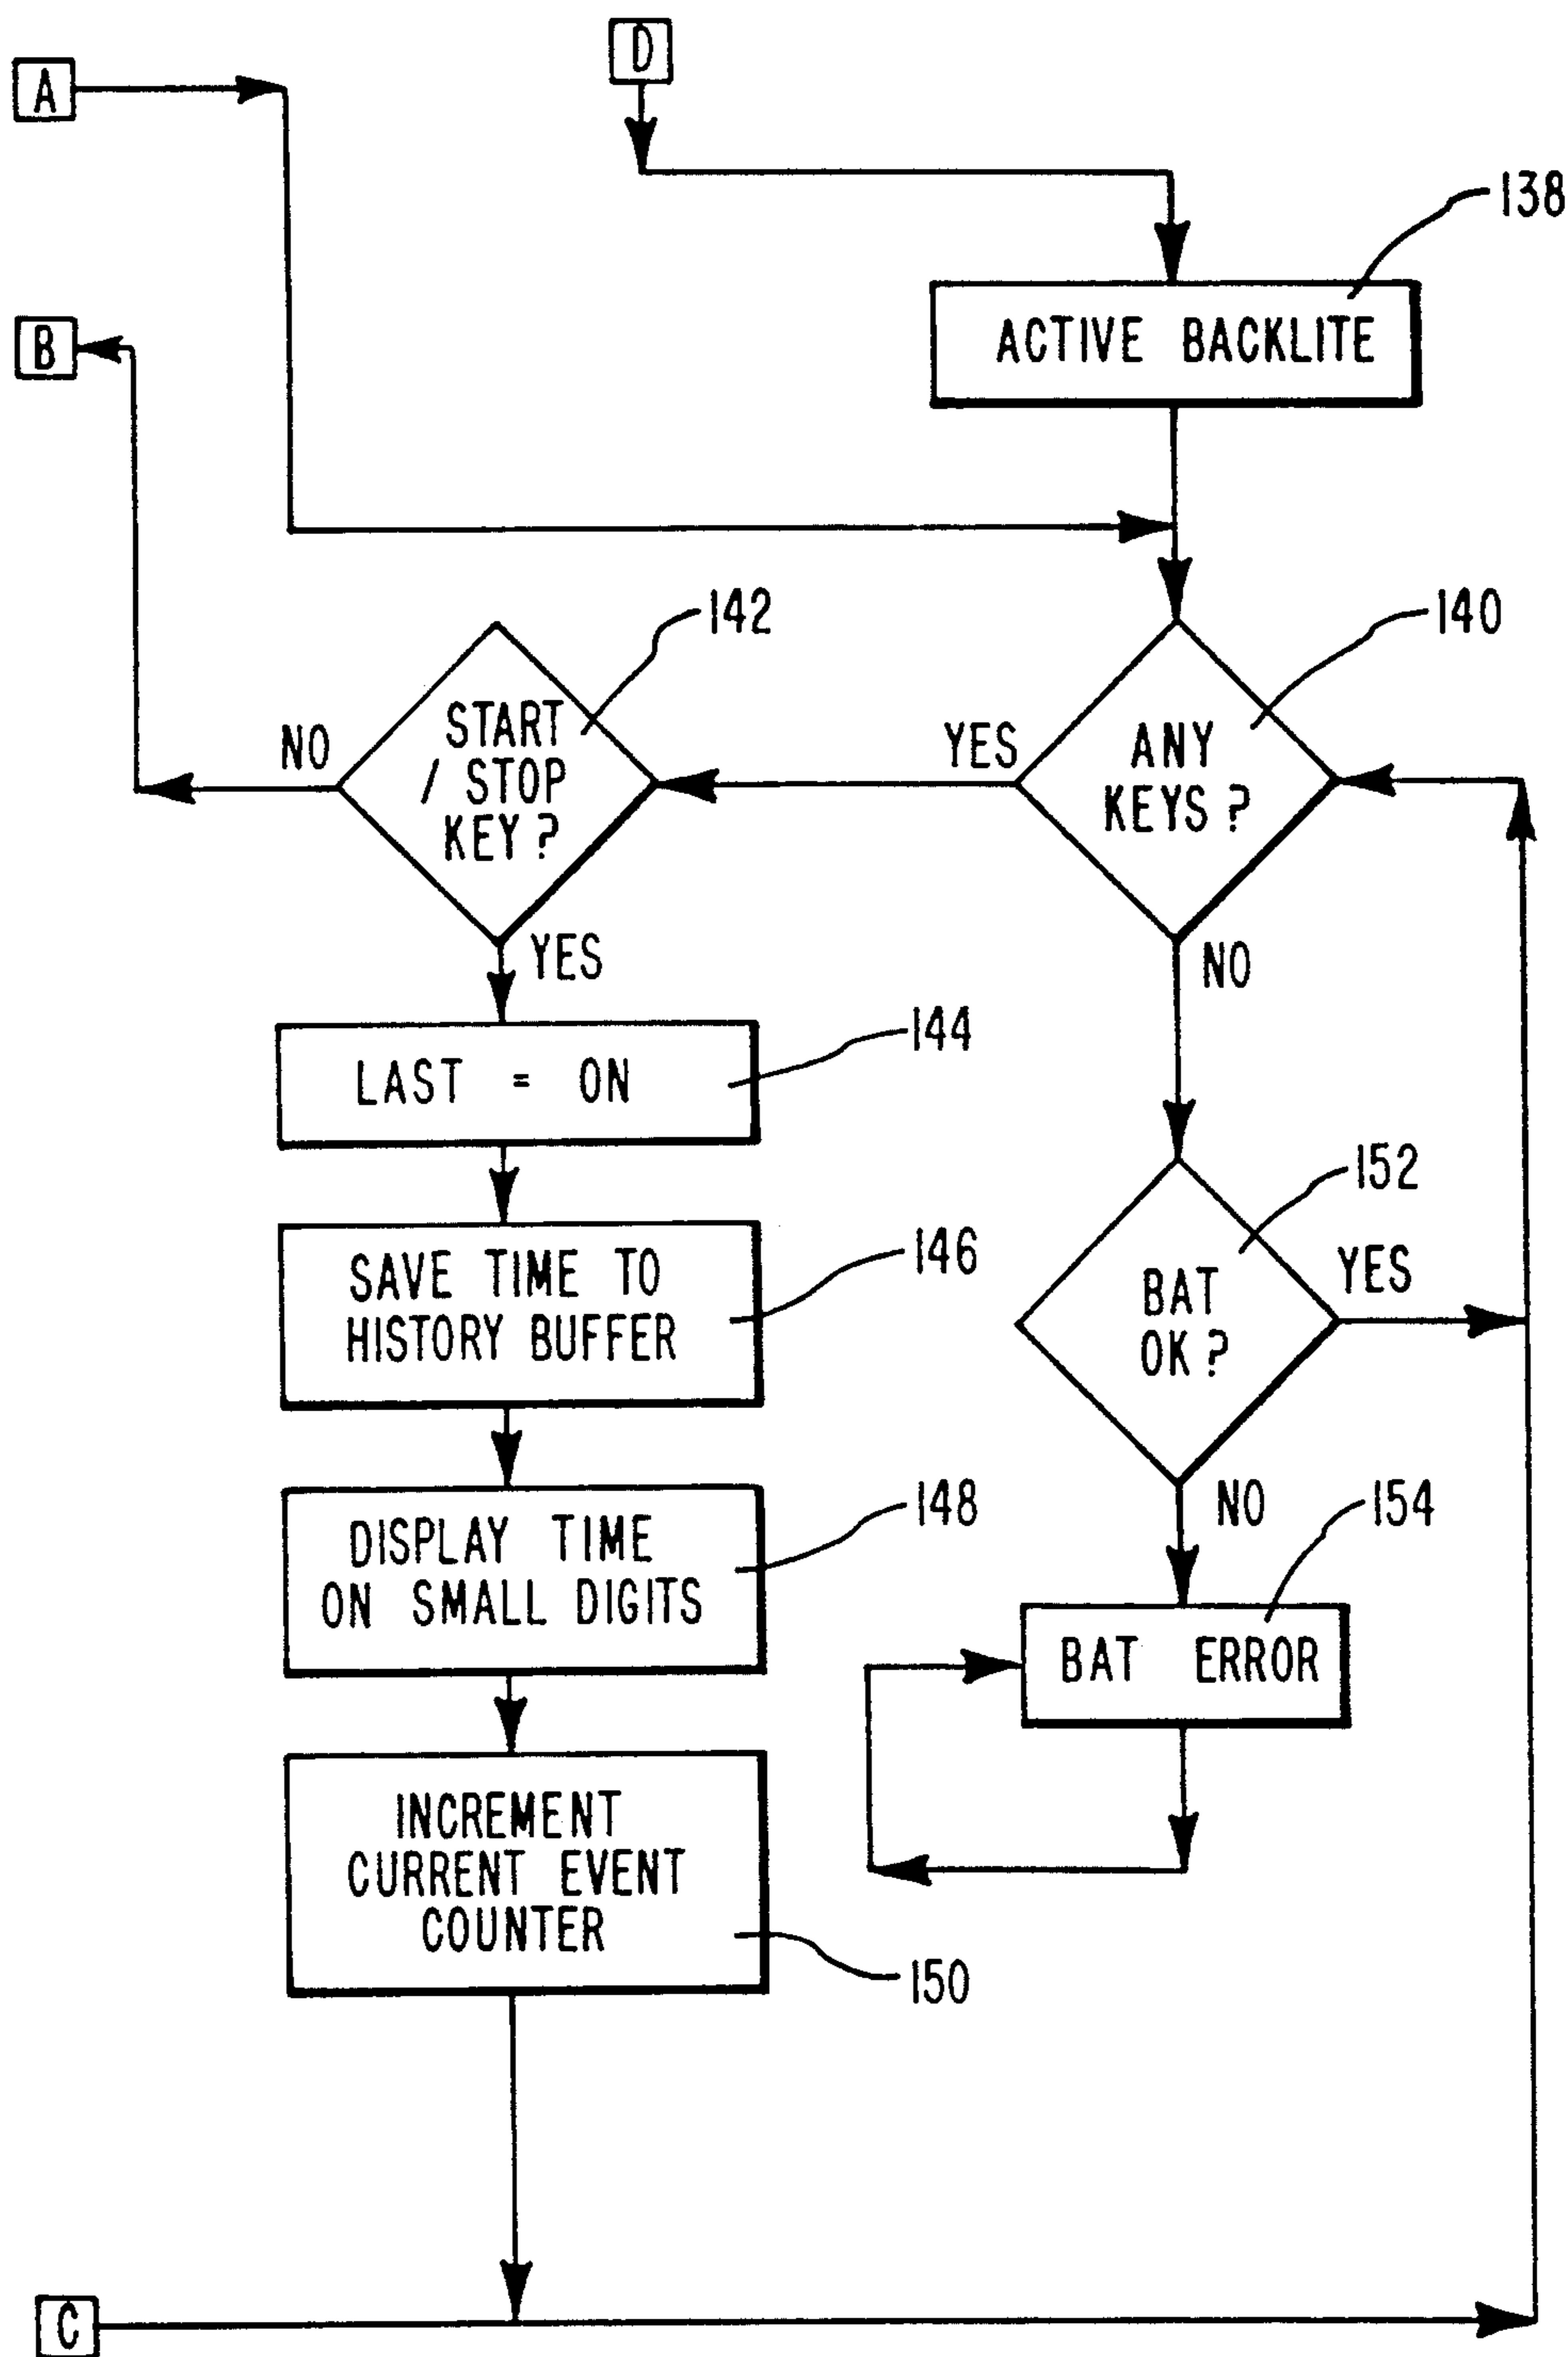 D
A
138
ACTIVE BACKLITE
B
142
140
START
/ STOP
KEY?
NO
YES
ANY
KEYS?
YES
NO
144
LAST = ON
152
146
SAVE TIME TO
HISTORY BUFFER
BAT
OK?
YES
148
DISPLAY TIME
ON SMALL DIGITS
NO
154
BAT ERROR
INCREMENT
CURRENT EVENT
COUNTER
150
C